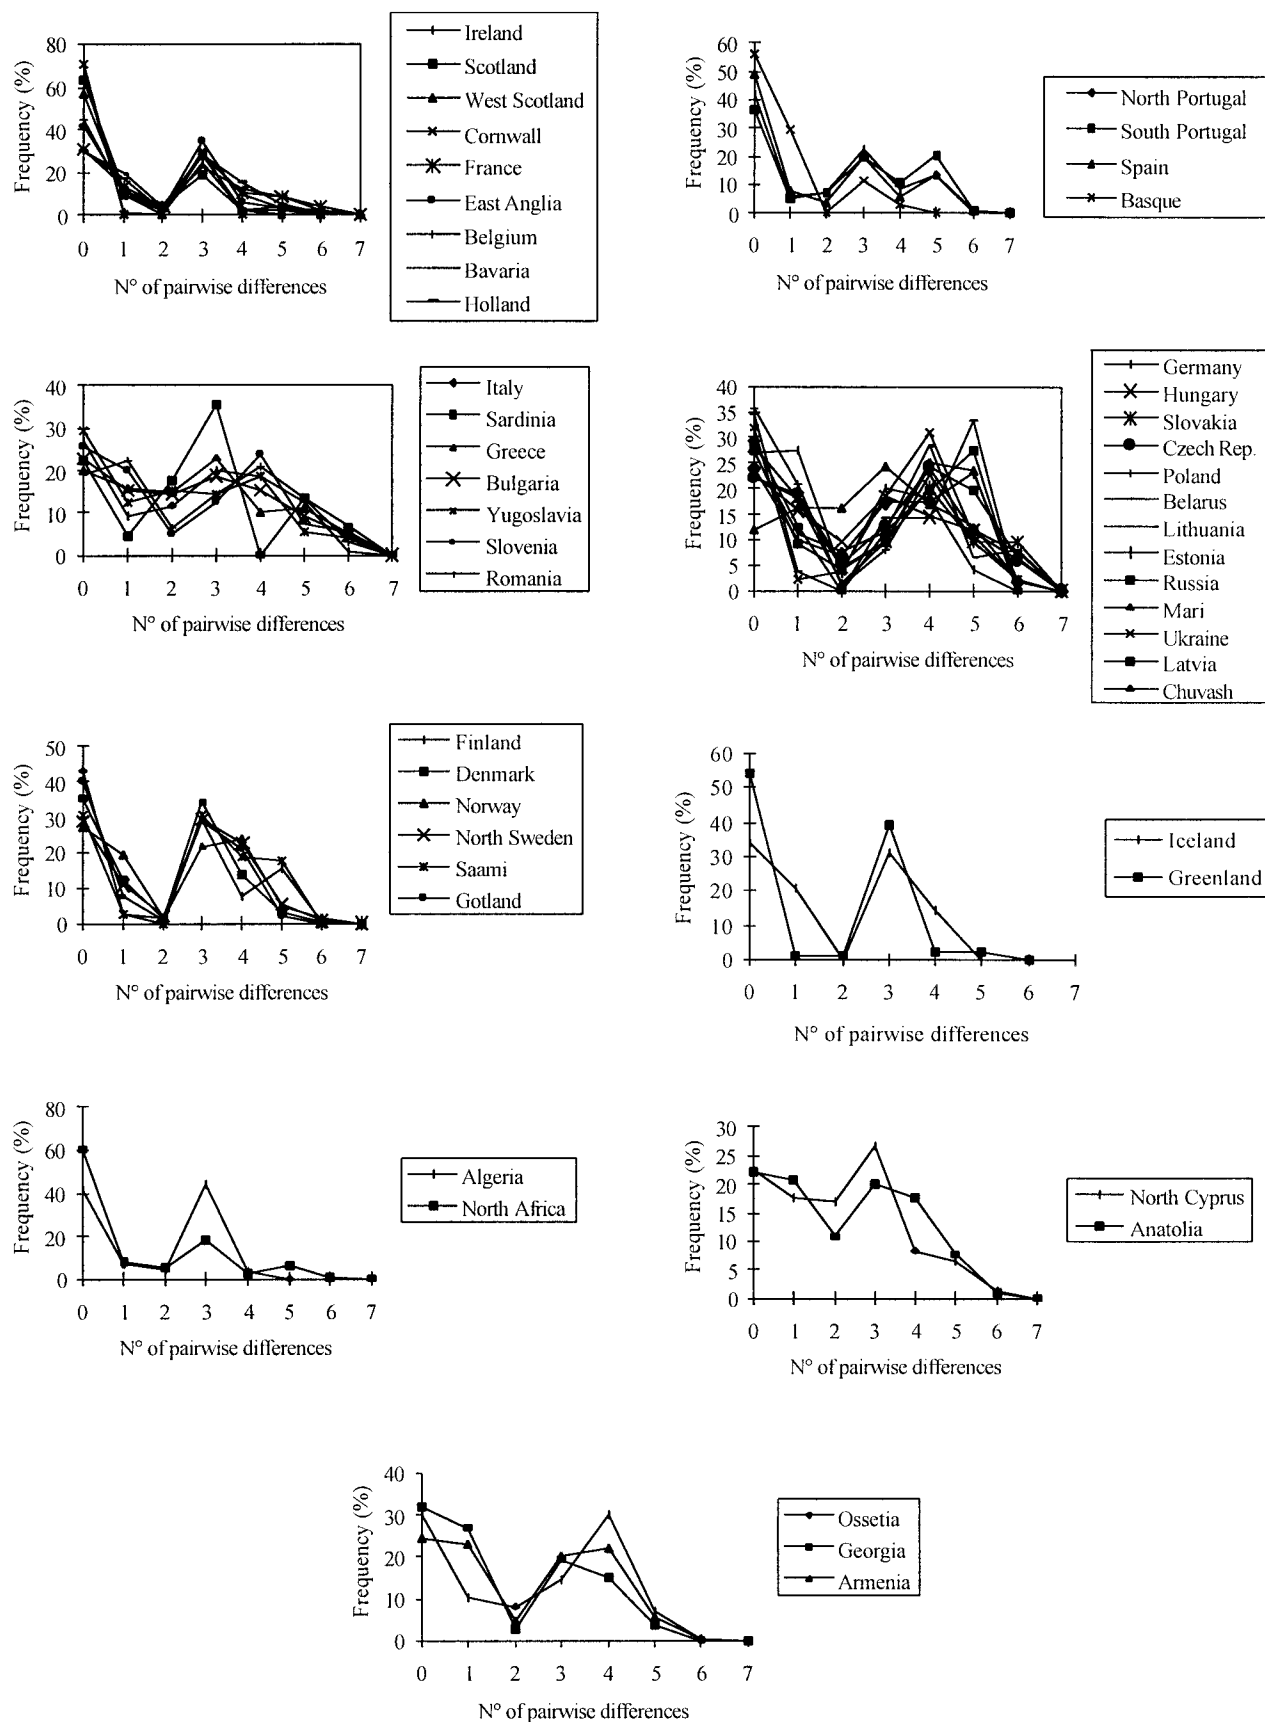 Frequency (%)
80
60
40
20
0
0 1 2 3 4 5 6 7
N° of pairwise differences
Ireland
Scotland
West Scotland
Cornwall
France
East Anglia
Belgium
Bavaria
Holland
Frequency (%)
60
50
40
30
20
10
0
0 1 2 3 4 5 6 7
N° of pairwise differences
North Portugal
South Portugal
Spain
Basque
Frequency (%)
40
30
20
10
0
0 1 2 3 4 5 6 7
N° of pairwise differences
Italy
Sardinia
Greece
Bulgaria
Yugoslavia
Slovenia
Romania
Frequency (%)
40
35
30
25
20
15
10
5
0
0 1 2 3 4 5 6 7
N° of pairwise differences
Germany
Hungary
Slovakia
Czech Rep.
Poland
Belarus
Lithuania
Estonia
Russia
Mari
Ukraine
Latvia
Chuvash
Frequency (%)
50
40
30
20
10
0
0 1 2 3 4 5 6 7
N° of pairwise differences
Finland
Denmark
Norway
North Sweden
Saami
Gotland
Frequency (%)
60
50
40
30
20
10
0
0 1 2 3 4 5 6 7
N° of pairwise differences
Iceland
Greenland
Frequency (%)
80
60
40
20
0
0 1 2 3 4 5 6 7
N° of pairwise differences
Algeria
North Africa
Frequency (%)
30
25
20
15
10
5
0
0 1 2 3 4 5 6 7
N° of pairwise differences
North Cyprus
Anatolia
Frequency (%)
40
30
20
10
0
0 1 2 3 4 5 6 7
N° of pairwise differences
Ossetia
Georgia
Armenia